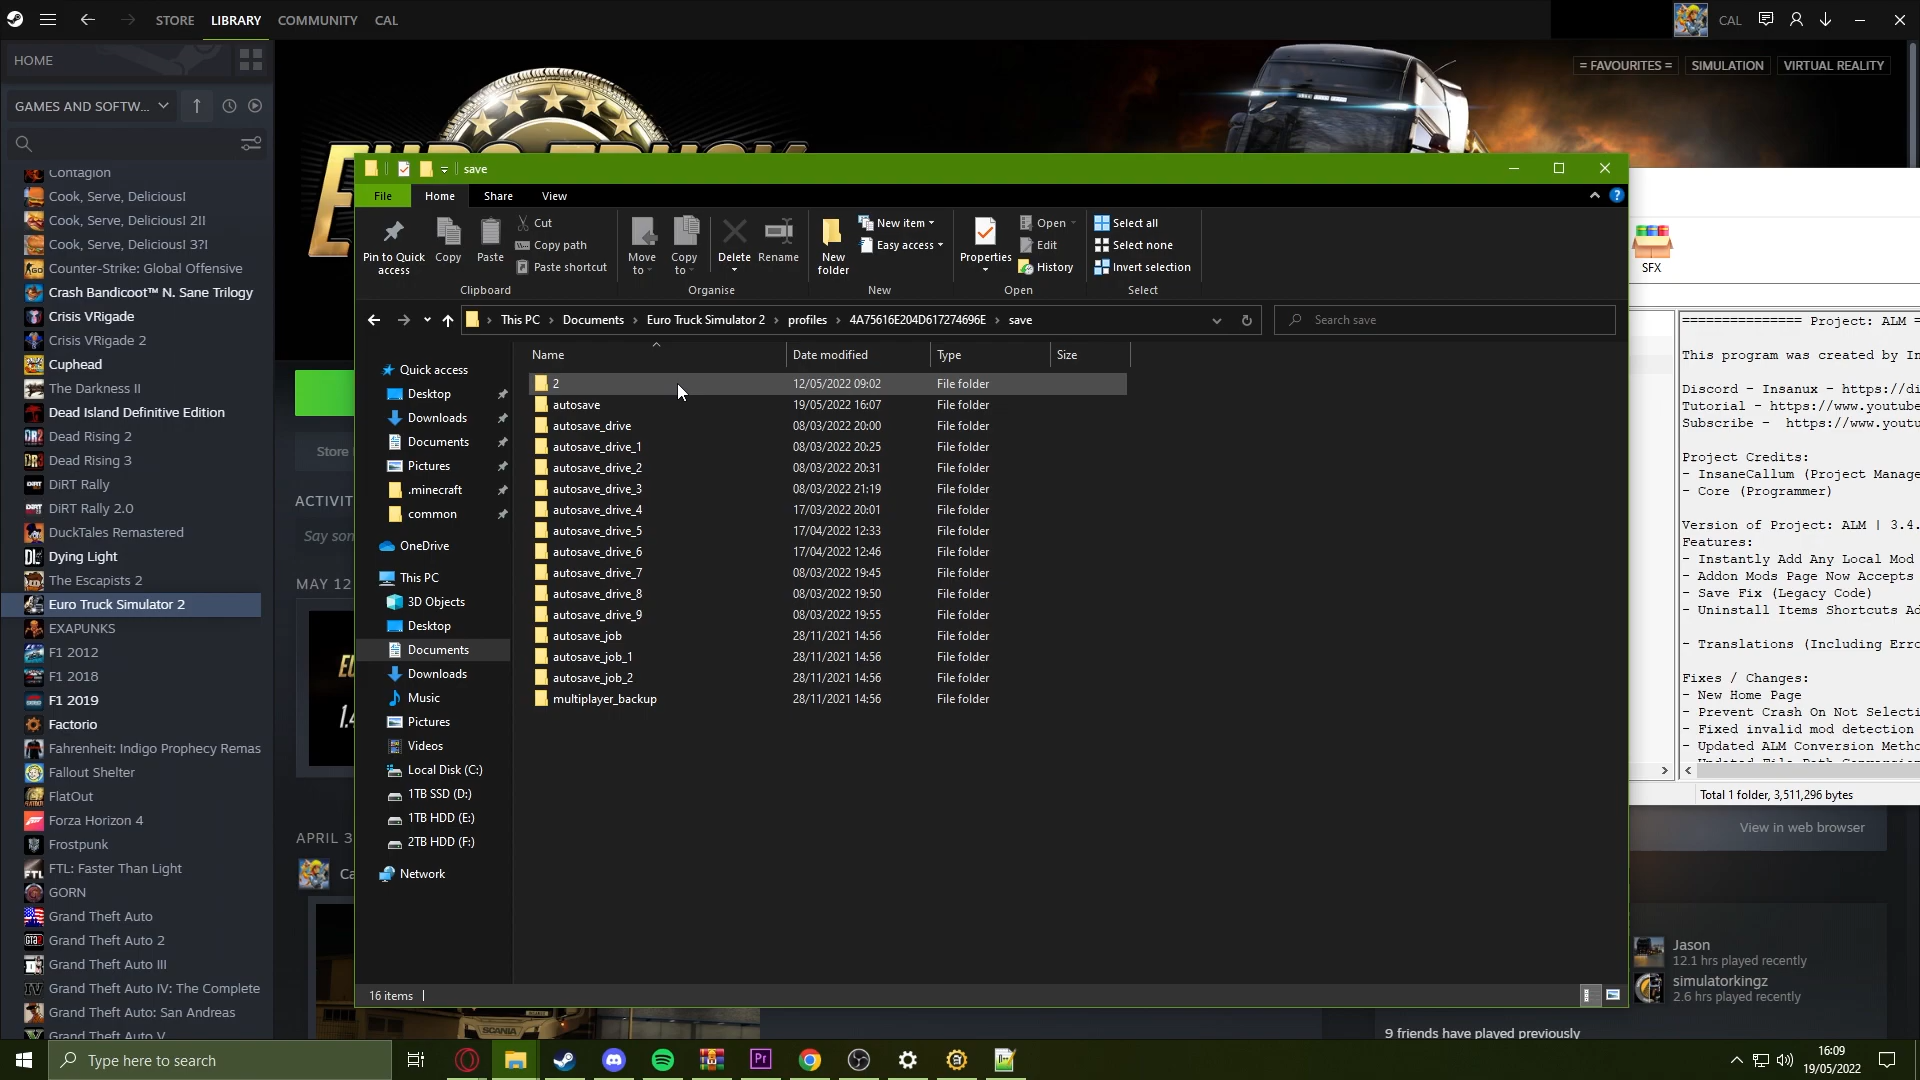 STORE LIBRARY COMMUNITY CAL
CAL
HOME
GAMES AND SOFTW...
= FAVOURITES = SIMULATION VIRTUAL REALITY
Contagion
Cook, Serve, Delicious!
Cook, Serve, Delicious! 2!!
Cook, Serve, Delicious! 3?!
Counter-Strike: Global Offensive
Crash Bandicoot™ N. Sane Trilogy
Crisis VRigade
Crisis VRigade 2
Cuphead
The Darkness II
Dead Island Definitive Edition
Dead Rising 2
Dead Rising 3
DiRT Rally
DiRT Rally 2.0
DuckTales Remastered
Dying Light
The Escapists 2
Euro Truck Simulator 2
EXAPUNKS
F1 2012
F1 2018
F1 2019
Factorio
Fahrenheit: Indigo Prophecy Remas
Fallout Shelter
FlatOut
Forza Horizon 4
Frostpunk
FTL: Faster Than Light
GORN
Grand Theft Auto
Grand Theft Auto 2
Grand Theft Auto III
Grand Theft Auto IV: The Complete
Grand Theft Auto: San Andreas
Grand Theft Auto V
Store
ACTIVIT
Say son
MAY 12
APRIL 3
Ca
save
File Home Share View
Pin to Quick access
Copy
Paste
Cut
Copy path
Paste shortcut
Clipboard
Move to
Copy to
Delete
Rename
Organise
New folder
New item
Easy access
New
Properties
Open
Edit
History
Open
Select all
Select none
Invert selection
Select
This PC > Documents > Euro Truck Simulator 2 > profiles > 4A75616E204D617274696E > save
Search save
Quick access
Desktop
Downloads
Documents
Pictures
.minecraft
common
OneDrive
This PC
3D Objects
Desktop
Documents
Downloads
Music
Pictures
Videos
Local Disk (C:)
1TB SSD (D:)
1TB HDD (E:)
2TB HDD (F:)
Network
Name Date modified Type Size
2 12/05/2022 09:02 File folder
autosave 19/05/2022 16:07 File folder
autosave_drive 08/03/2022 20:00 File folder
autosave_drive_1 08/03/2022 20:25 File folder
autosave_drive_2 08/03/2022 20:31 File folder
autosave_drive_3 08/03/2022 21:19 File folder
autosave_drive_4 17/03/2022 20:01 File folder
autosave_drive_5 17/04/2022 12:33 File folder
autosave_drive_6 17/04/2022 12:46 File folder
autosave_drive_7 08/03/2022 19:45 File folder
autosave_drive_8 08/03/2022 19:50 File folder
autosave_drive_9 08/03/2022 19:55 File folder
autosave_job 28/11/2021 14:56 File folder
autosave_job_1 28/11/2021 14:56 File folder
autosave_job_2 28/11/2021 14:56 File folder
multiplayer_backup 28/11/2021 14:56 File folder
16 items
SFX
=============== Project: ALM =
This program was created by In
Discord - Insanux - https://di
Tutorial - https://www.youtube
Subscribe - https://www.youtu
Project Credits:
- InsaneCallum (Project Manage
- Core (Programmer)
Version of Project: ALM | 3.4.
Features:
- Instantly Add Any Local Mod
- Addon Mods Page Now Accepts
- Save Fix (Legacy Code)
- Uninstall Items Shortcuts Ad
- Translations (Including Erro
Fixes / Changes:
- New Home Page
- Prevent Crash On Not Selecti
- Fixed invalid mod detection
- Updated ALM Conversion Metho
Total 1 folder, 3,511,296 bytes
View in web browser
Jason
12.1 hrs played recently
simulatorkingz
2.6 hrs played recently
9 friends have played previously
SCANIA
Type here to search
16:09
19/05/2022